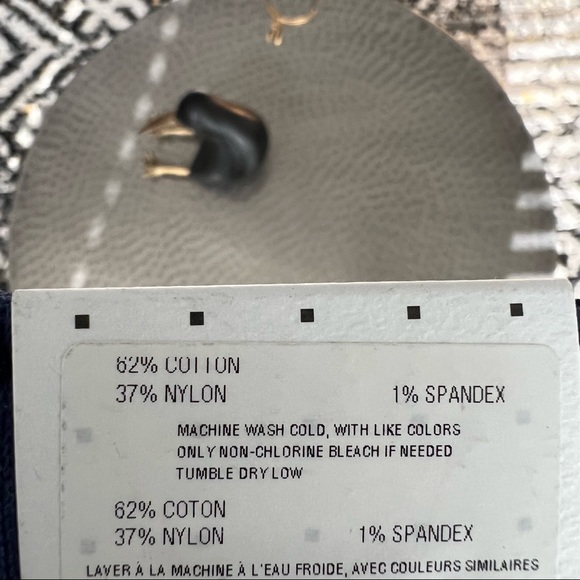 62% COTTON
37% NYLON 1% SPANDEX
MACHINE WASH COLD, WITH LIKE COLORS
ONLY NON-CHLORINE BLEACH IF NEEDED
TUMBLE DRY LOW
62% COTON
37% NYLON 1% SPANDEX
LAVER À LA MACHINE À L'EAU FROIDE, AVEC COULEURS SIMILAIRES